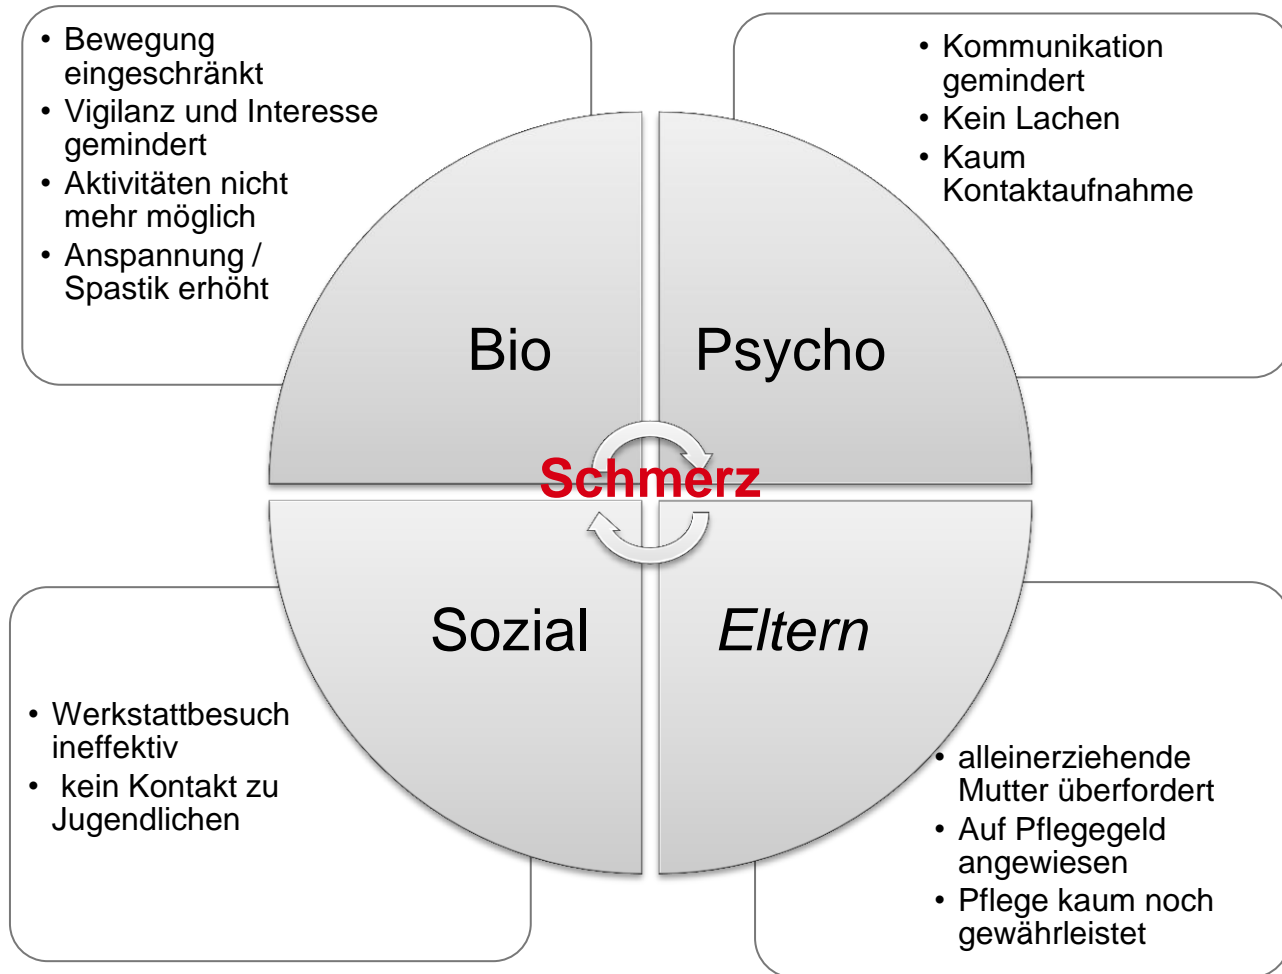 • Bewegung
eingeschränkt
• Vigilanz und Interesse
gemindert
• Aktivitäten nicht
mehr möglich
• Anspannung /
Spastik erhöht
• Kommunikation
gemindert
• Kein Lachen
• Kaum
Kontaktaufnahme
Bio
Psycho
Schmerz
Sozial
Eltern
• Werkstattbesuch
ineffektiv
• kein Kontakt zu
Jugendlichen
• alleinerziehende
Mutter überfordert
• Auf Pflegegeld
angewiesen
• Pflege kaum noch
gewährleistet